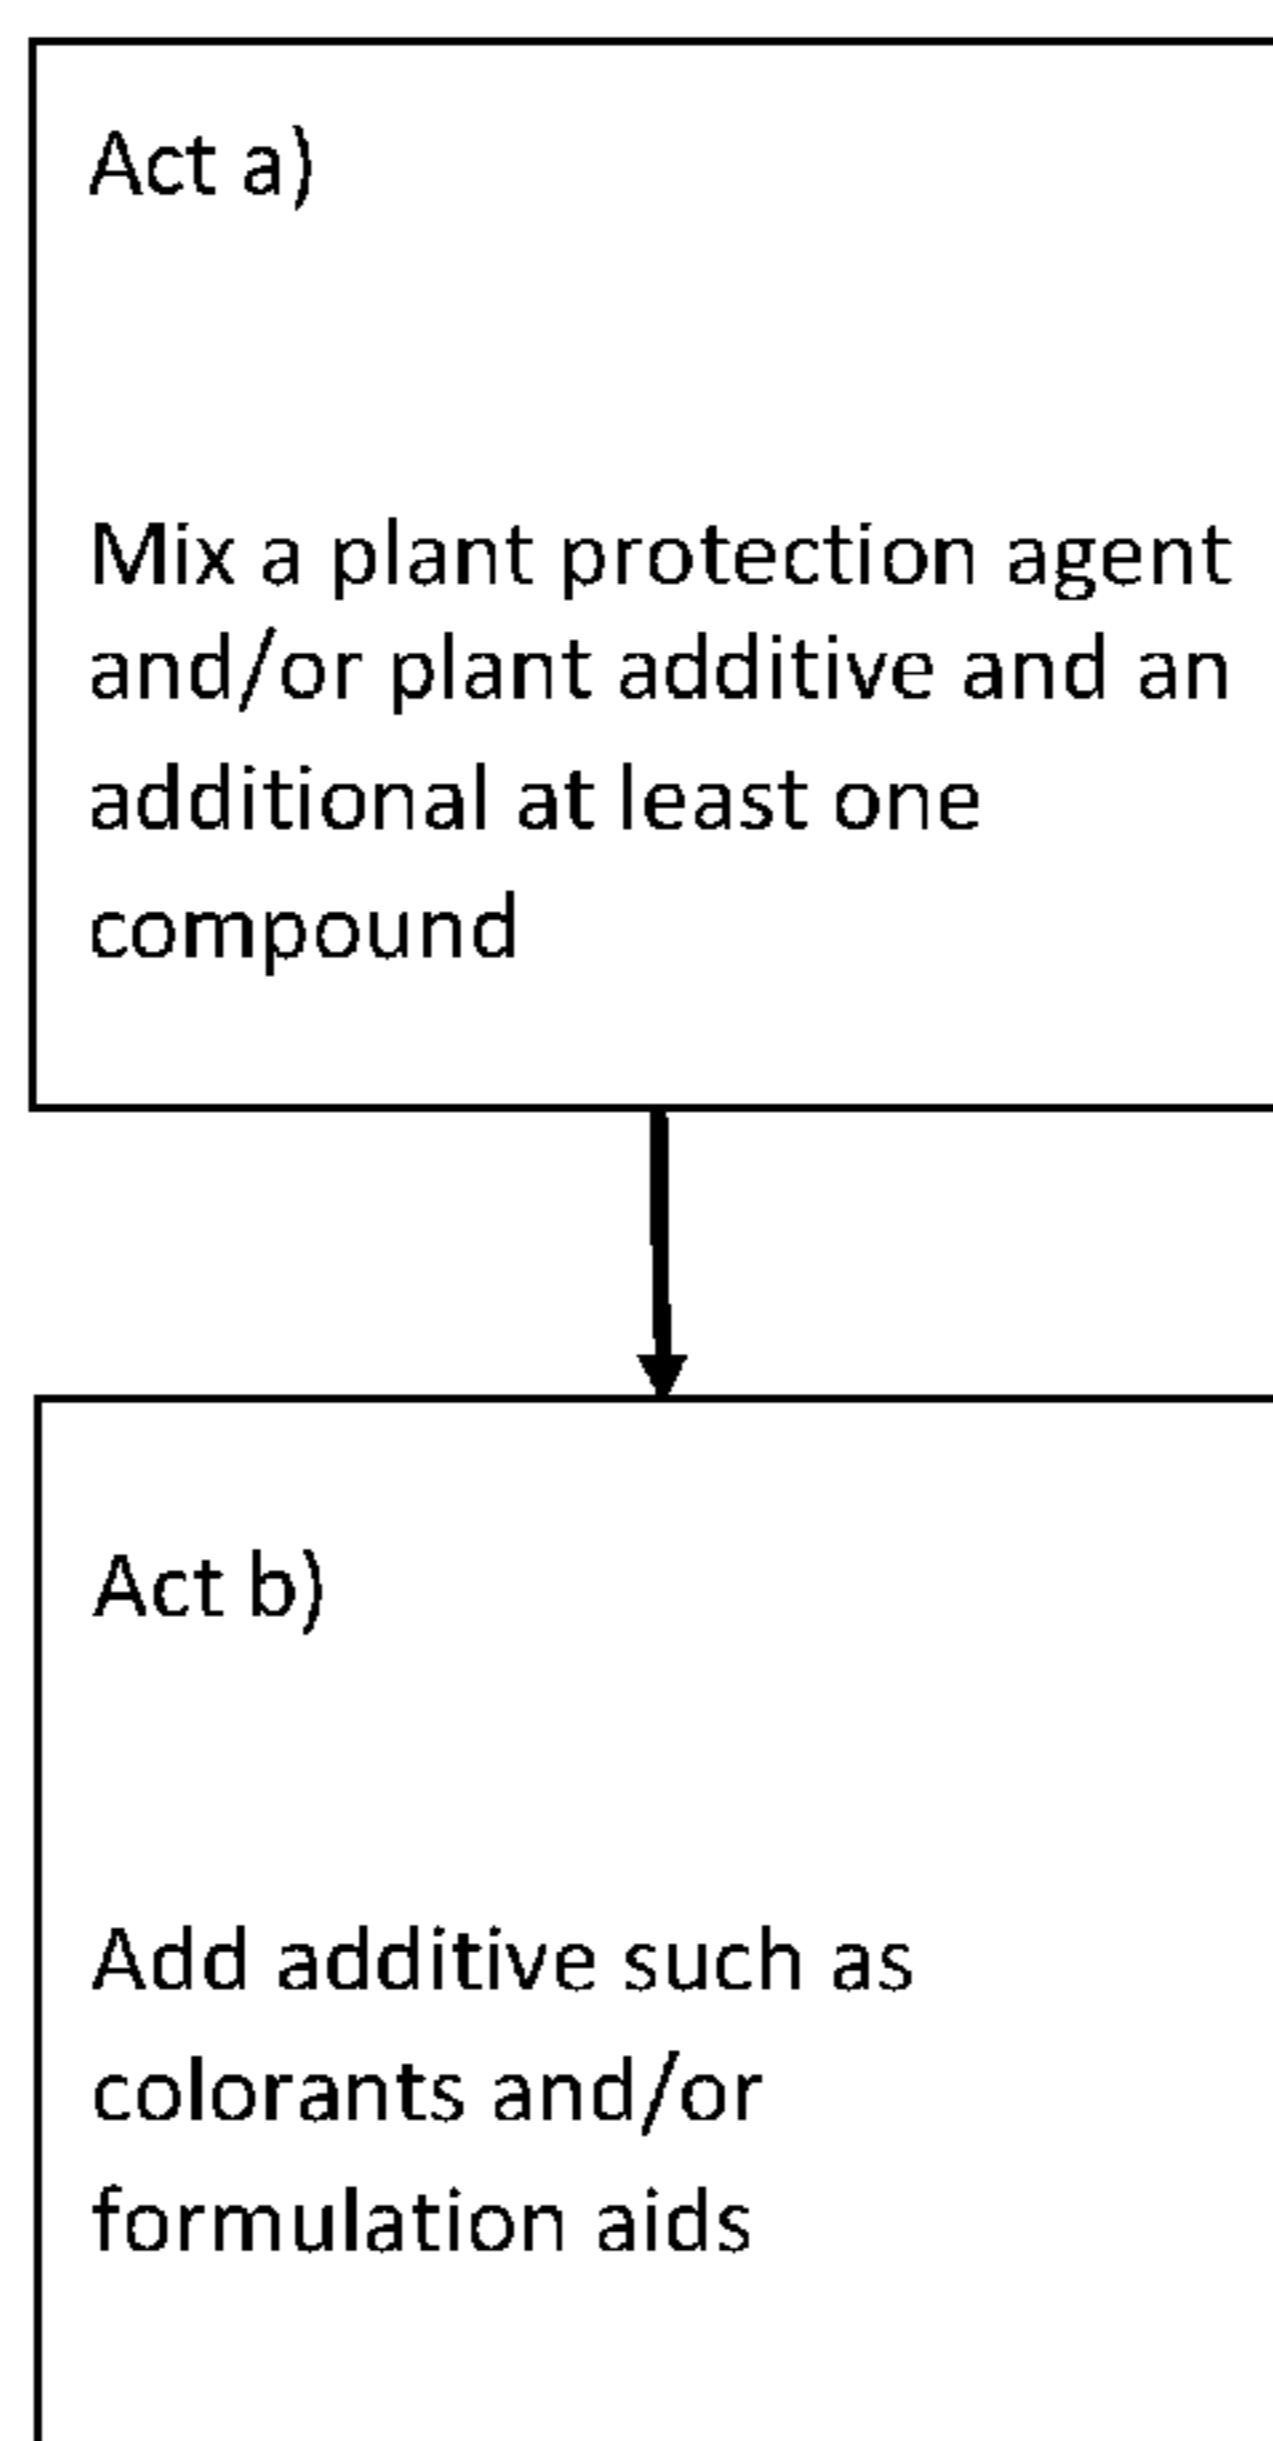 Act a)
Mix a plant protection agent
and/or plant additive and an
additional at least one
compound
Act b)
Add additive such as
colorants and/or
formulation aids